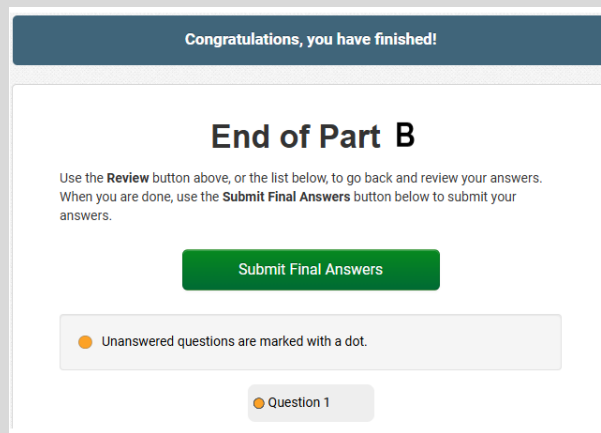 Congratulations, you have finished!
End of Part B
Use the Review button above, or the list below, to go back and review your answers.
When you are done, use the Submit Final Answers button below to submit your
answers.
Submit Final Answers
Unanswered questions are marked with a dot.
Question 1